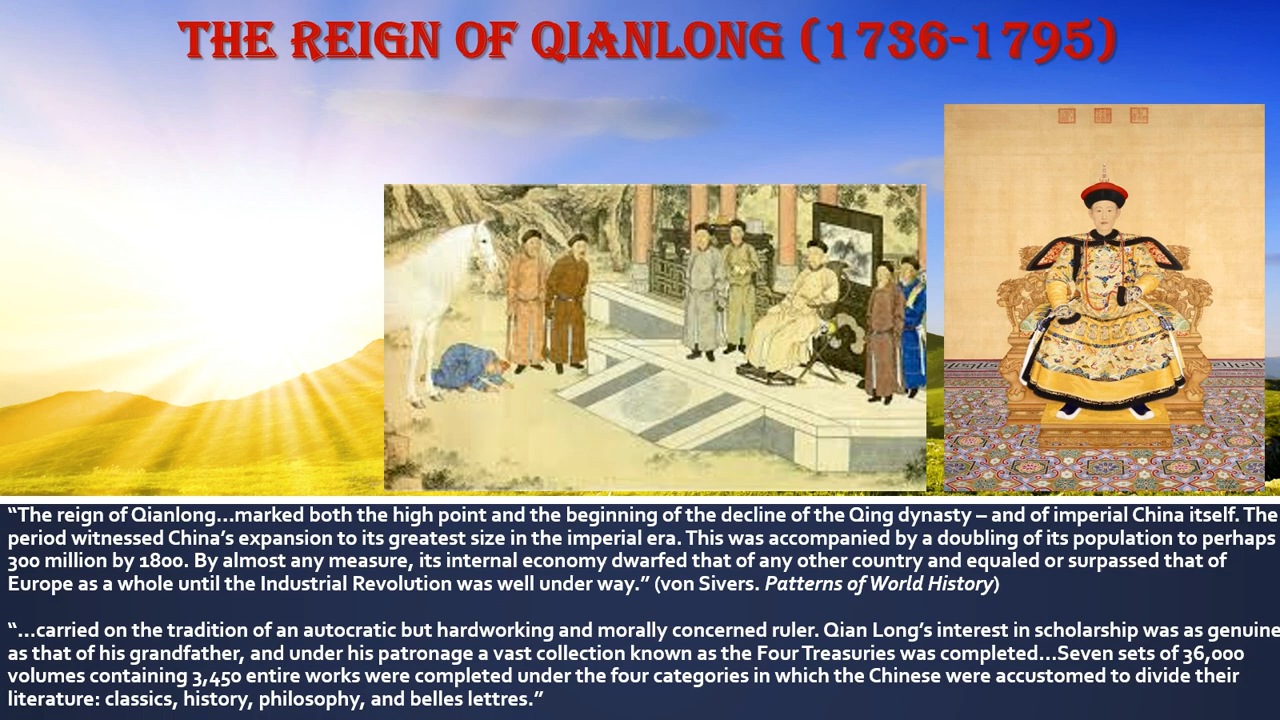 THE REIGN OF QIANLONG (1736-1795)
“The reign of Qianlong…marked both the high point and the beginning of the decline of the Qing dynasty – and of imperial China itself. The
period witnessed China’s expansion to its greatest size in the imperial era. This was accompanied by a doubling of its population to perhaps
300 million by 1800. By almost any measure, its internal economy dwarfed that of any other country and equaled or surpassed that of
Europe as a whole until the Industrial Revolution was well under way.” (von Sivers. Patterns of World History)
“…carried on the tradition of an autocratic but hardworking and morally concerned ruler. Qian Long’s interest in scholarship was as genuine
as that of his grandfather, and under his patronage a vast collection known as the Four Treasuries was completed…Seven sets of 36,000
volumes containing 3,450 entire works were completed under the four categories in which the Chinese were accustomed to divide their
literature: classics, history, philosophy, and belles lettres.”